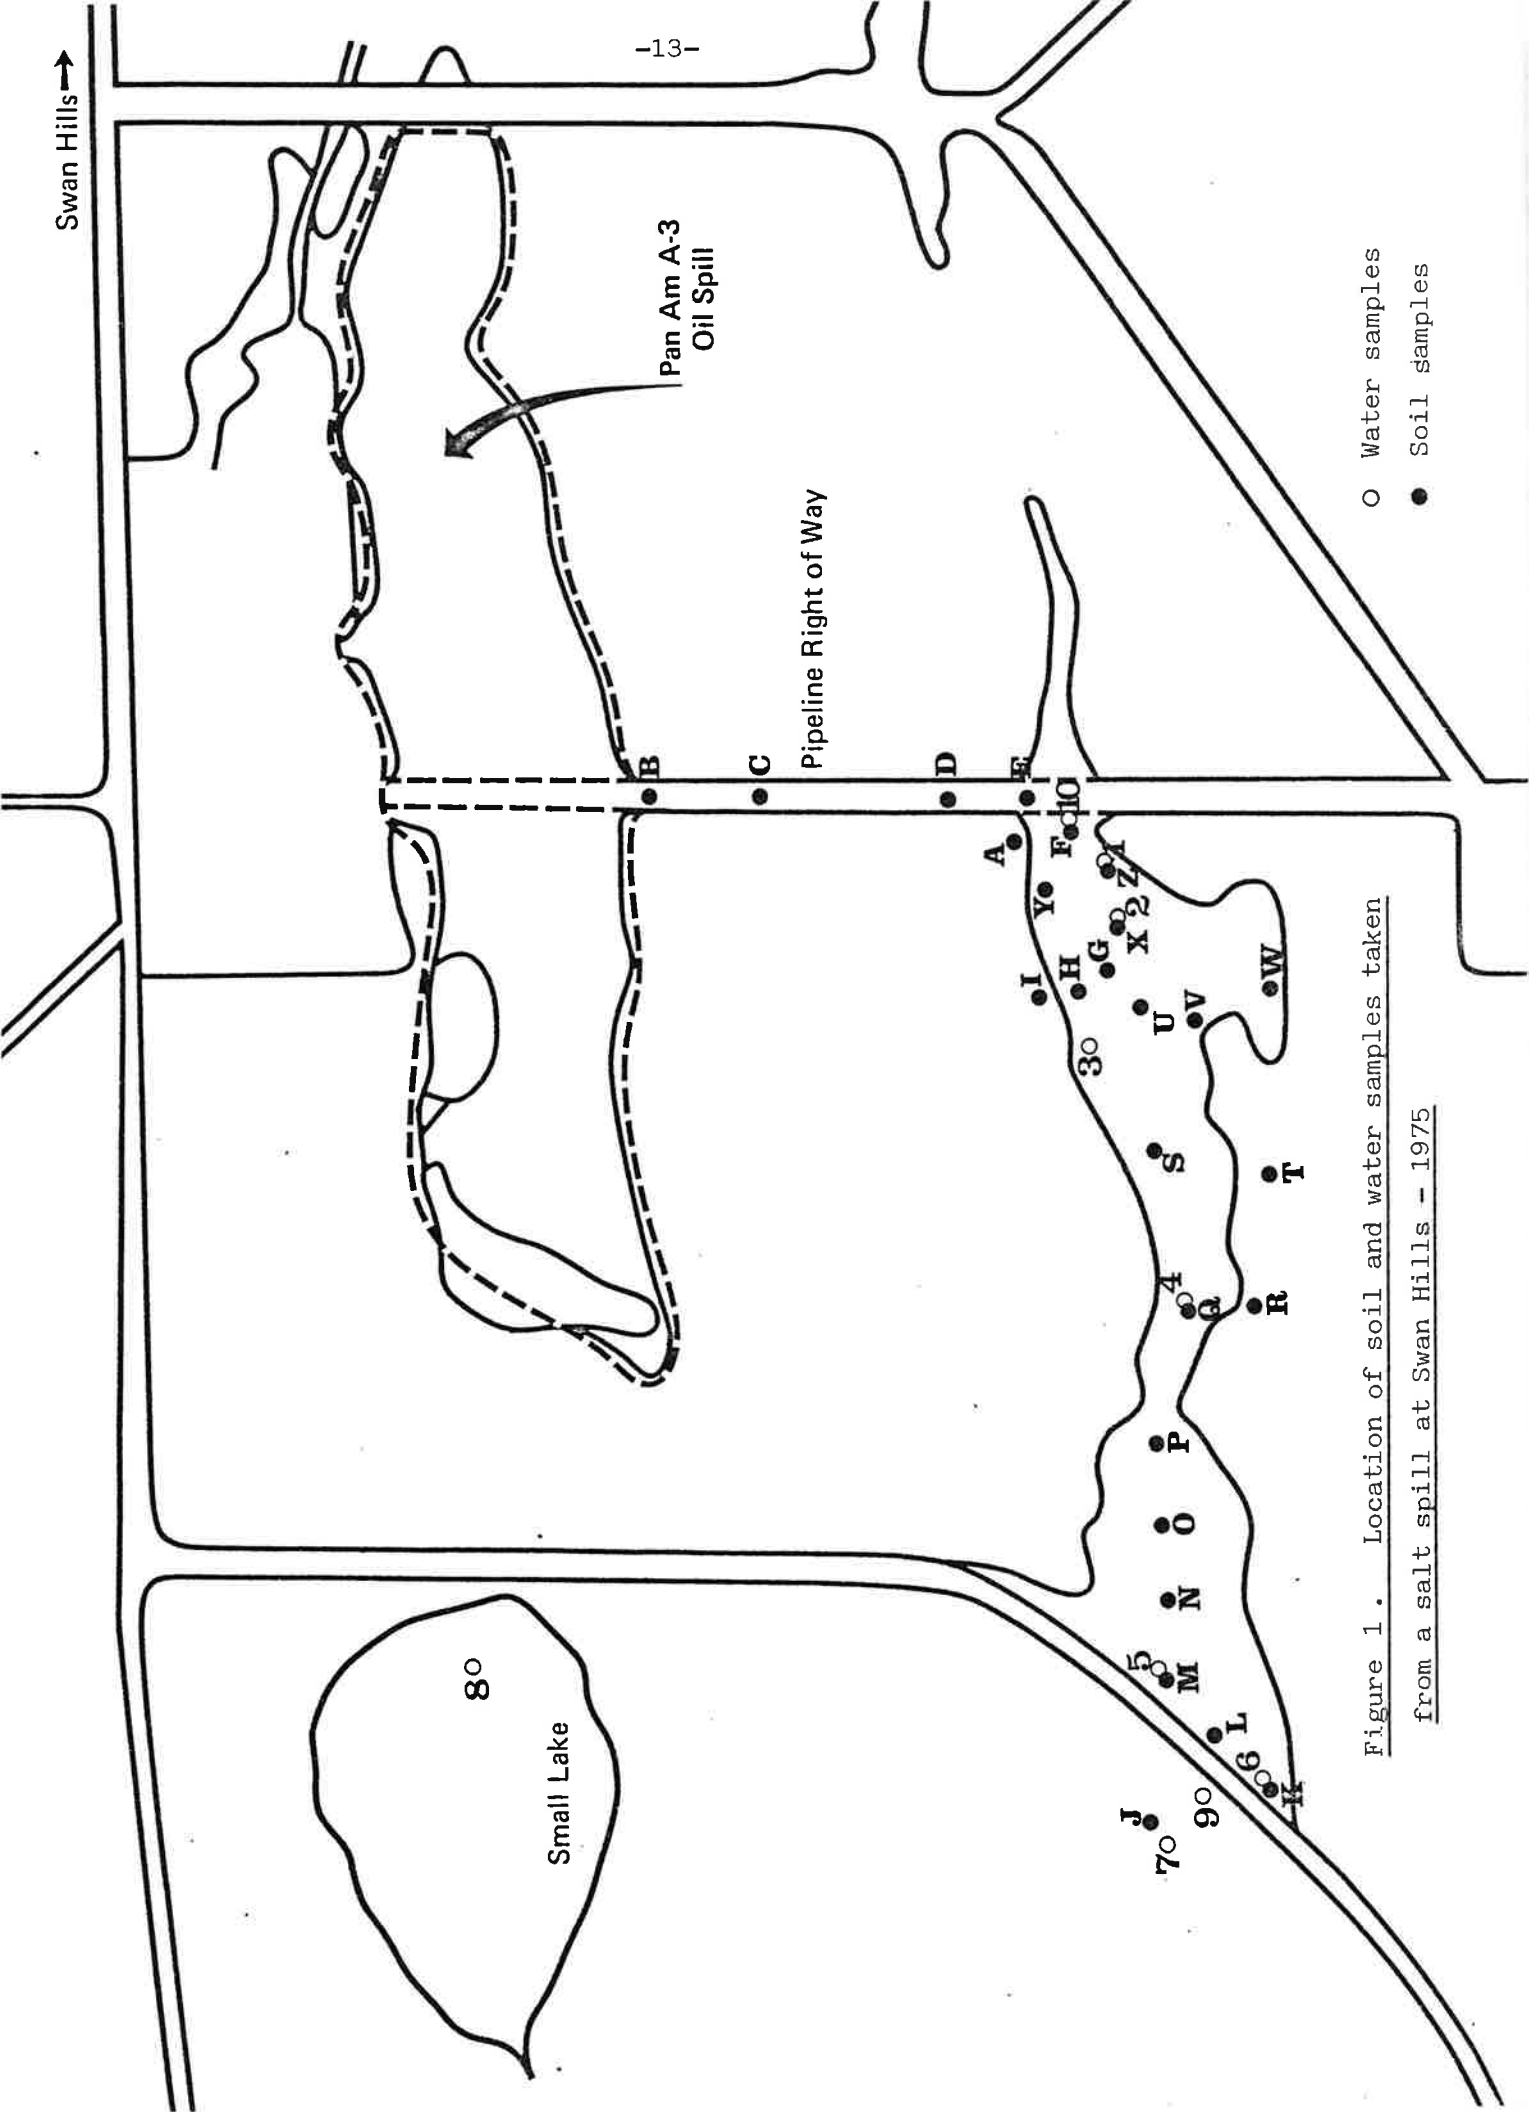 -13-
Swan Hills
Pan Am A-3
Oil Spill
Pipeline Right of Way
B
C
D
E
10
A
F
1
Z
Y
2
X
G
H
I
U
V
W
3
S
T
4
Q
R
P
O
N
5
M
L
6
K
J
9
7
8
Small Lake
Water samples
Soil samples
Figure 1. Location of soil and water samples taken
from a salt spill at Swan Hills - 1975